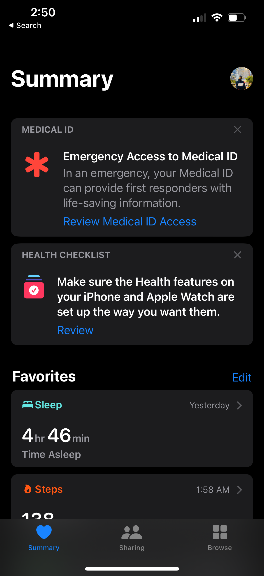 2:50
Search
Summary
MEDICAL ID
Emergency Access to Medical ID
In an emergency, your Medical ID
can provide first responders with
life-saving information.
Review Medical ID Access
HEALTH CHECKLIST
Make sure the Health features on
your iPhone and Apple Watch are
set up the way you want them.
Review
Favorites Edit
Sleep Yesterday
4 hr 46 min
Time Asleep
Steps 1:58 AM
Summary Sharing Browse